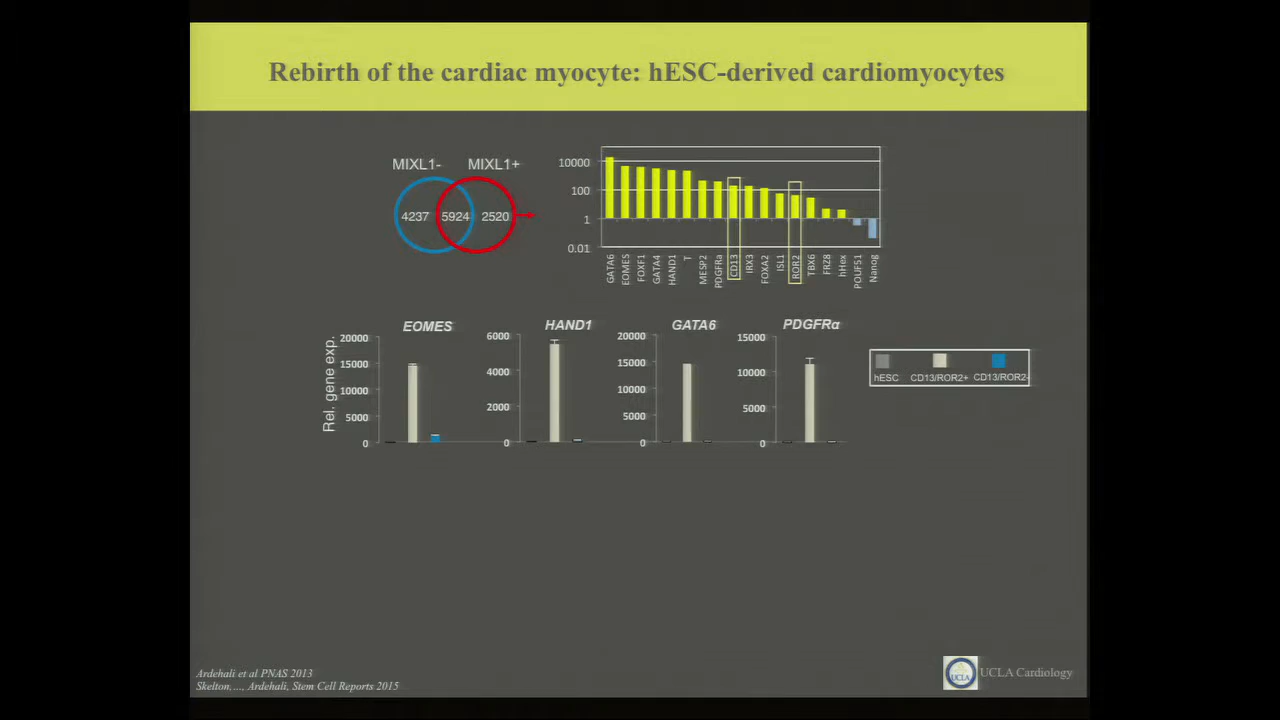 Rebirth of the cardiac myocyte: hESC-derived cardiomyocytes
MIXL1- MIXL1+
4237 5924 2520
10000
100
1
0.01
GATA6 EOMES FOXF1 GATA4 HAND1 T MESP2 PDGFRa CD13 IRX3 FOXA2 ISL1 ROR2 TBX6 FRZ8 hHex POUF51 Nanog
Rel. gene exp.
EOMES
20000
15000
10000
5000
0
HAND1
6000
4000
2000
0
GATA6
20000
15000
10000
5000
0
PDGFRα
15000
10000
5000
0
hESC CD13/ROR2+ CD13/ROR2-
Ardehali et al PNAS 2013
Skelton,..., Ardehali, Stem Cell Reports 2015
UCLA
UCLA Cardiology